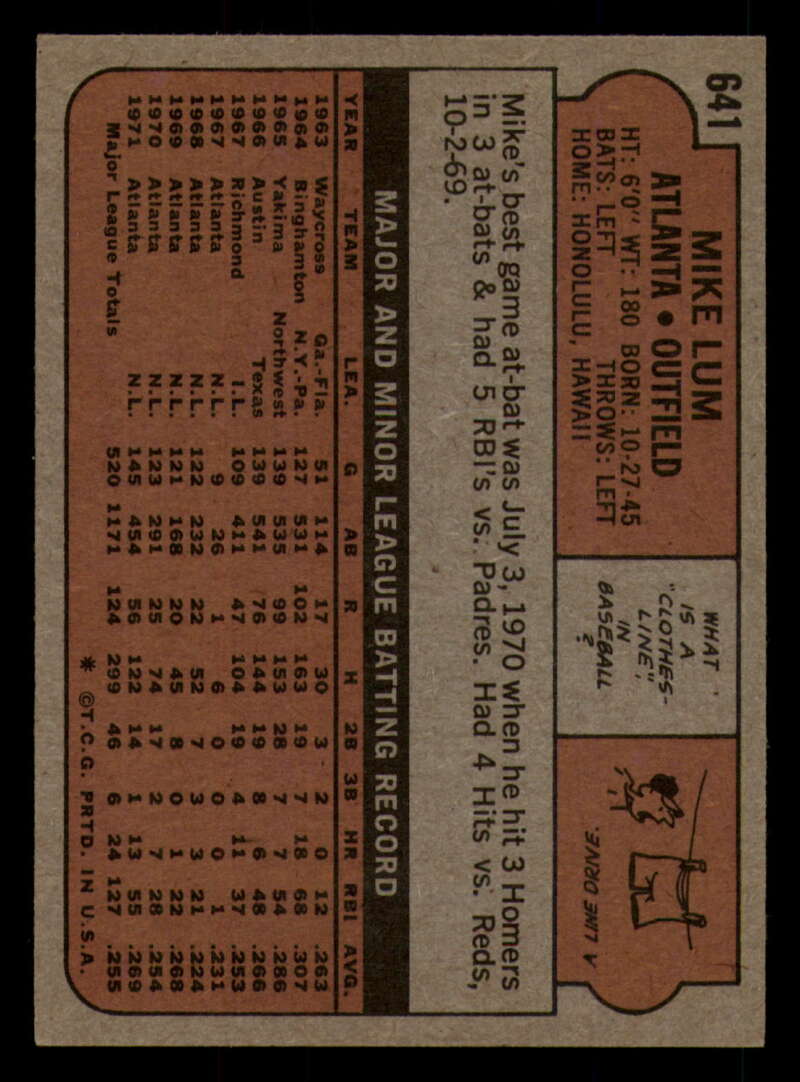 641
MIKE LUM
ATLANTA • OUTFIELD
HT: 6'0" WT: 180 BORN: 10-27-45
BATS: LEFT THROWS: LEFT
HOME: HONOLULU, HAWAII
WHAT
IS A
"CLOTHES-
LINE",
IN
BASEBALL
?
A LINE DRIVE.
Mike's best game at-bat was July 3, 1970 when he hit 3 Homers
in 3 at-bats & had 5 RBI's vs. Padres. Had 4 Hits vs. Reds,
10-2-69.
MAJOR AND MINOR LEAGUE BATTING RECORD
YEAR TEAM LEA. G AB R H 2B 3B HR RBI AVG.
1963 Waycross Ga.-Fla. 51 114 17 30 3 2 0 12 .263
1964 Binghamton N.Y.-Pa. 127 531 102 163 19 7 18 68 .307
1965 Yakima Northwest 139 535 99 153 28 7 7 54 .286
1966 Austin Texas 139 541 76 144 19 8 6 48 .266
1967 Richmond I.L. 109 411 47 104 19 4 11 37 .253
1967 Atlanta N.L. 9 26 1 6 0 0 0 1 .231
1968 Atlanta N.L. 122 232 22 52 7 3 3 21 .224
1969 Atlanta N.L. 121 168 20 45 8 0 1 22 .268
1970 Atlanta N.L. 123 291 25 74 17 2 7 28 .254
1971 Atlanta N.L. 145 454 56 122 14 1 13 55 .269
Major League Totals 520 1171 124 299 46 6 24 127 .255
* ©T.C.G. PRTD. IN U.S.A.